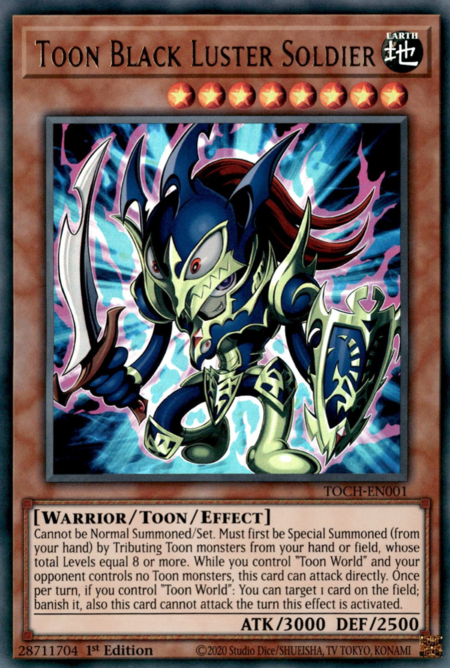 TOON BLACK LUSTER SOLDIER
EARTH
地
TOCH-EN001
[WARRIOR/TOON/EFFECT]
Cannot be Normal Summoned/Set. Must first be Special Summoned (from
your hand) by Tributing Toon monsters from your hand or field, whose
total Levels equal 8 or more. While you control "Toon World" and your
opponent controls no Toon monsters, this card can attack directly. Once
per turn, if you control "Toon World": You can target 1 card on the field;
banish it, also this card cannot attack the turn this effect is activated.
ATK/3000 DEF/2500
28711704 1st Edition ©2020 Studio Dice/SHUEISHA, TV TOKYO, KONAMI